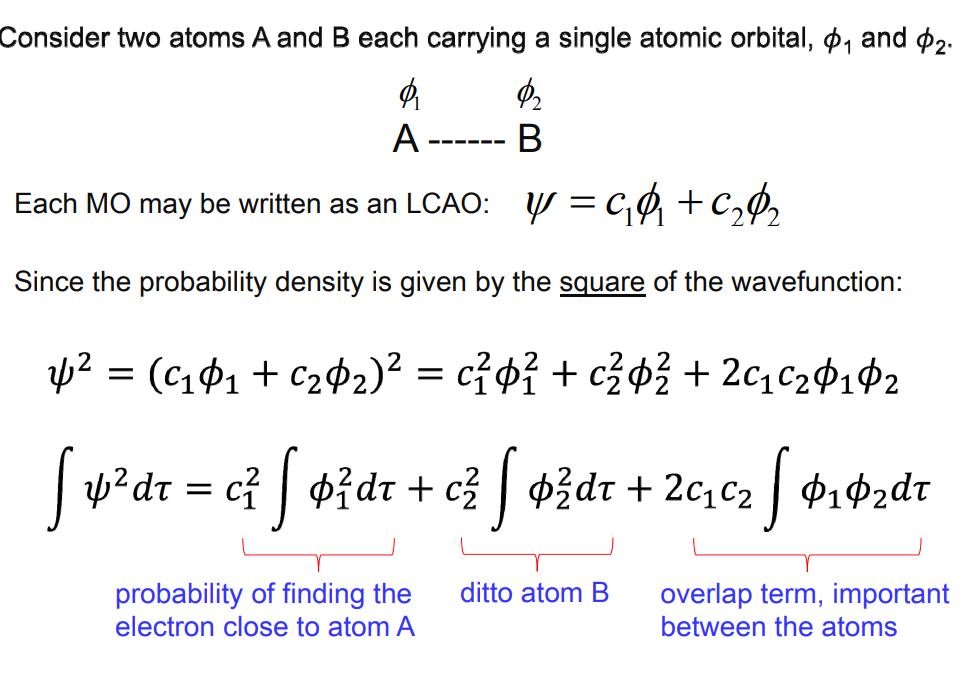 Consider two atoms A and B each carrying a single atomic orbital, ϕ₁ and ϕ₂.
ϕ₁ ϕ₂
A ------ B
Each MO may be written as an LCAO: ψ = c₁ϕ₁ + c₂ϕ₂
Since the probability density is given by the square of the wavefunction:
ψ² = (c₁ϕ₁ + c₂ϕ₂)² = c₁²ϕ₁² + c₂²ϕ₂² + 2c₁c₂ϕ₁ϕ₂
∫ψ²dτ = c₁²∫ϕ₁²dτ + c₂²∫ϕ₂²dτ + 2c₁c₂∫ϕ₁ϕ₂dτ
probability of finding the ditto atom B overlap term, important
electron close to atom A between the atoms